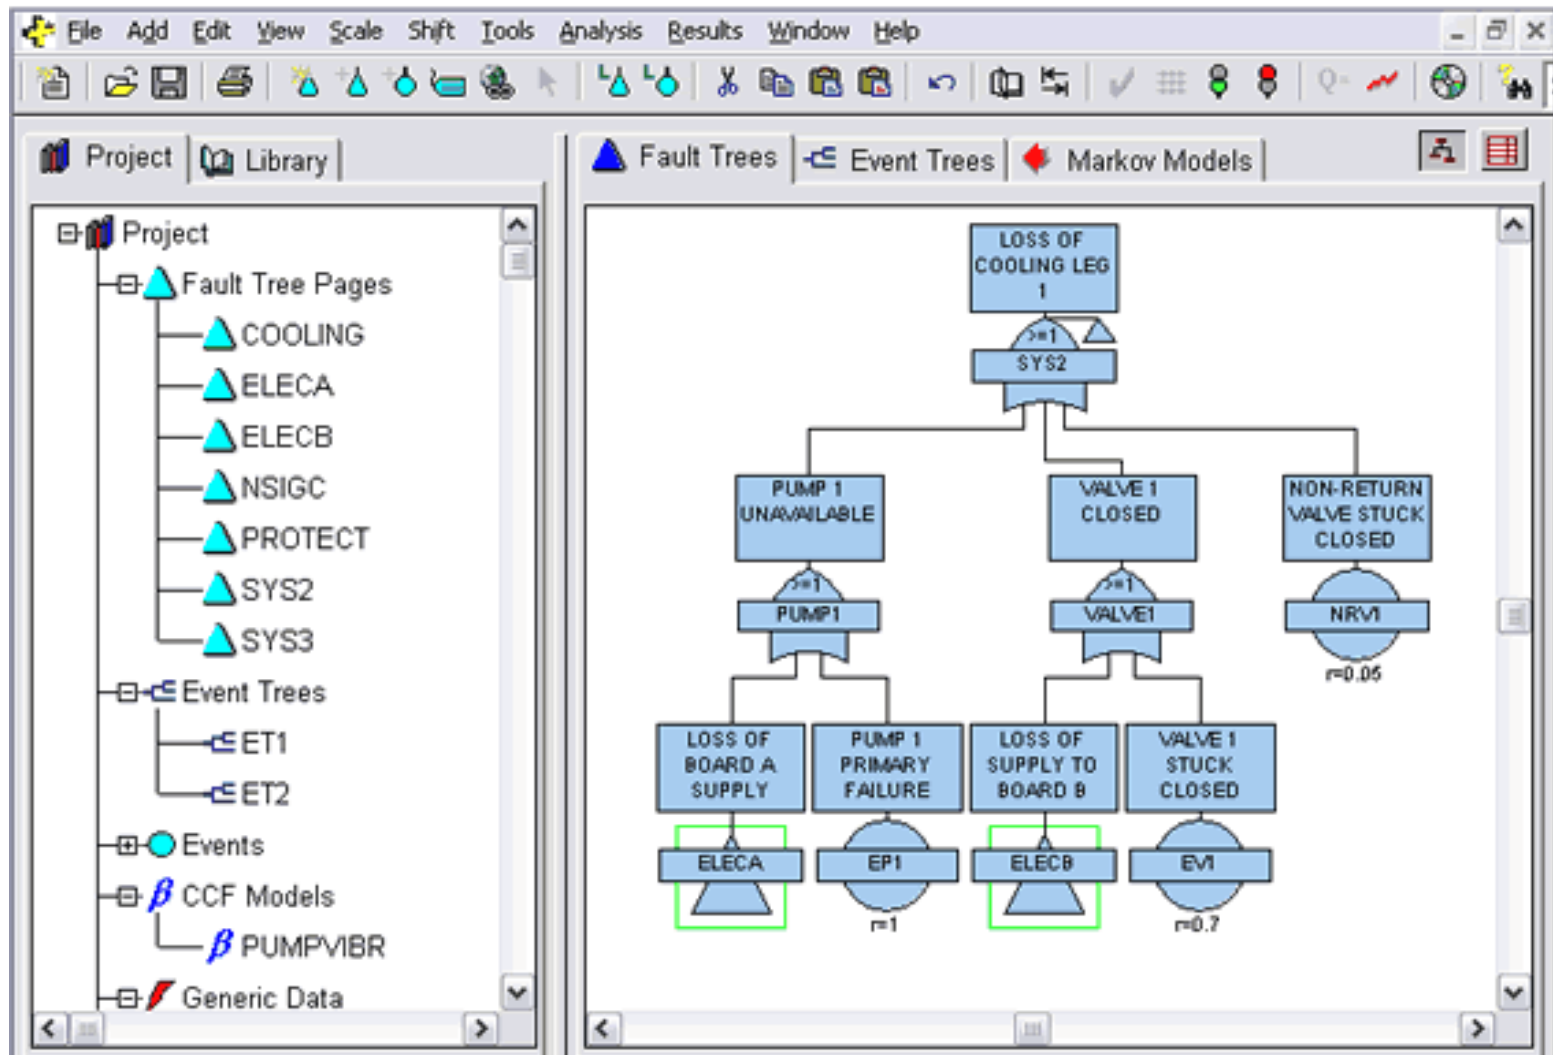 File Add Edit View Scale Shift Tools Analysis Results Window Help
Q=
Project Library
Fault Trees Event Trees Markov Models
Project
Fault Tree Pages
COOLING
ELECA
ELECB
NSIGC
PROTECT
SYS2
SYS3
Event Trees
ET1
ET2
Events
β CCF Models
β PUMPVIBR
Generic Data
LOSS OF
COOLING LEG
1
>=1
SYS2
PUMP 1
UNAVAILABLE
>=1
PUMP1
VALVE 1
CLOSED
>=1
VALVE1
NON-RETURN
VALVE STUCK
CLOSED
NRV1
r=0.05
LOSS OF
BOARD A
SUPPLY
ELECA
PUMP 1
PRIMARY
FAILURE
EP1
r=1
LOSS OF
SUPPLY TO
BOARD B
ELECB
VALVE 1
STUCK
CLOSED
EV1
r=0.7